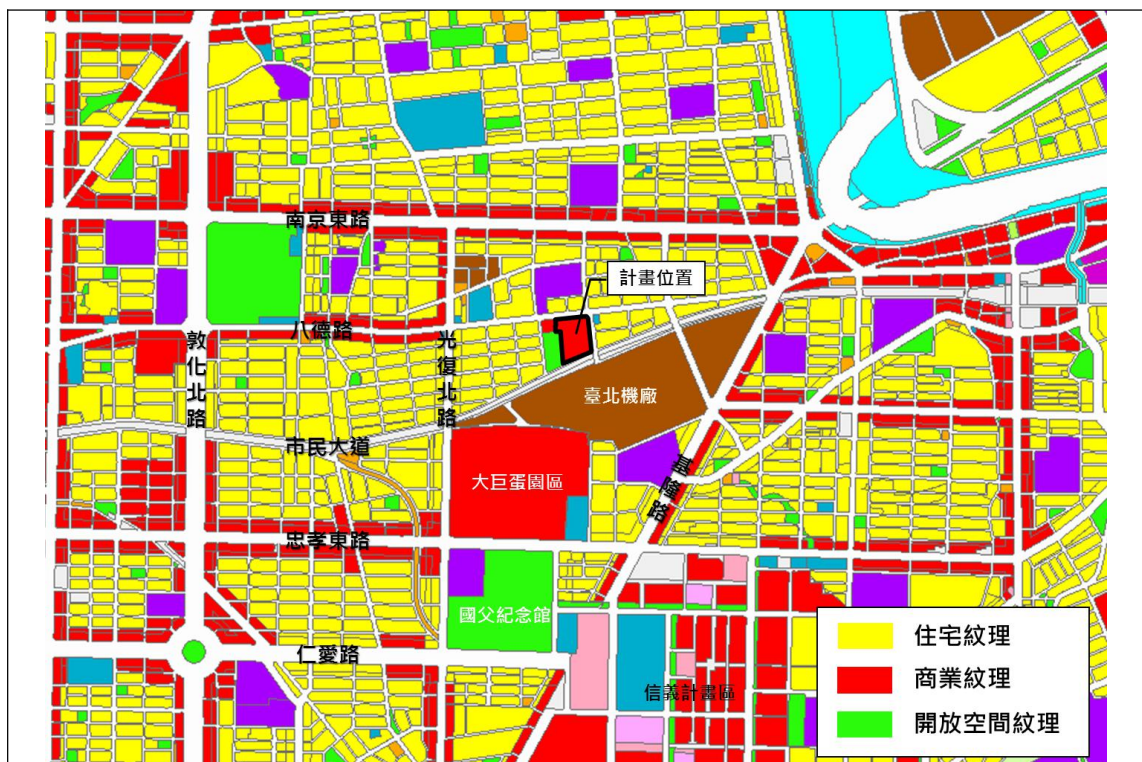 南京東路
計畫位置
八德路
敦化北路
光復北路
臺北機廠
市民大道
大巨蛋園區
基隆路
忠孝東路
國父紀念館
仁愛路
信義計畫區
住宅紋理
商業紋理
開放空間紋理